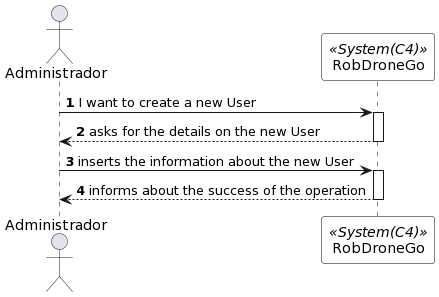 Administrador
«System(C4)»
RobDroneGo
1 I want to create a new User
2 asks for the details on the new User
3 inserts the information about the new User
4 informs about the success of the operation
Administrador
«System(C4)»
RobDroneGo